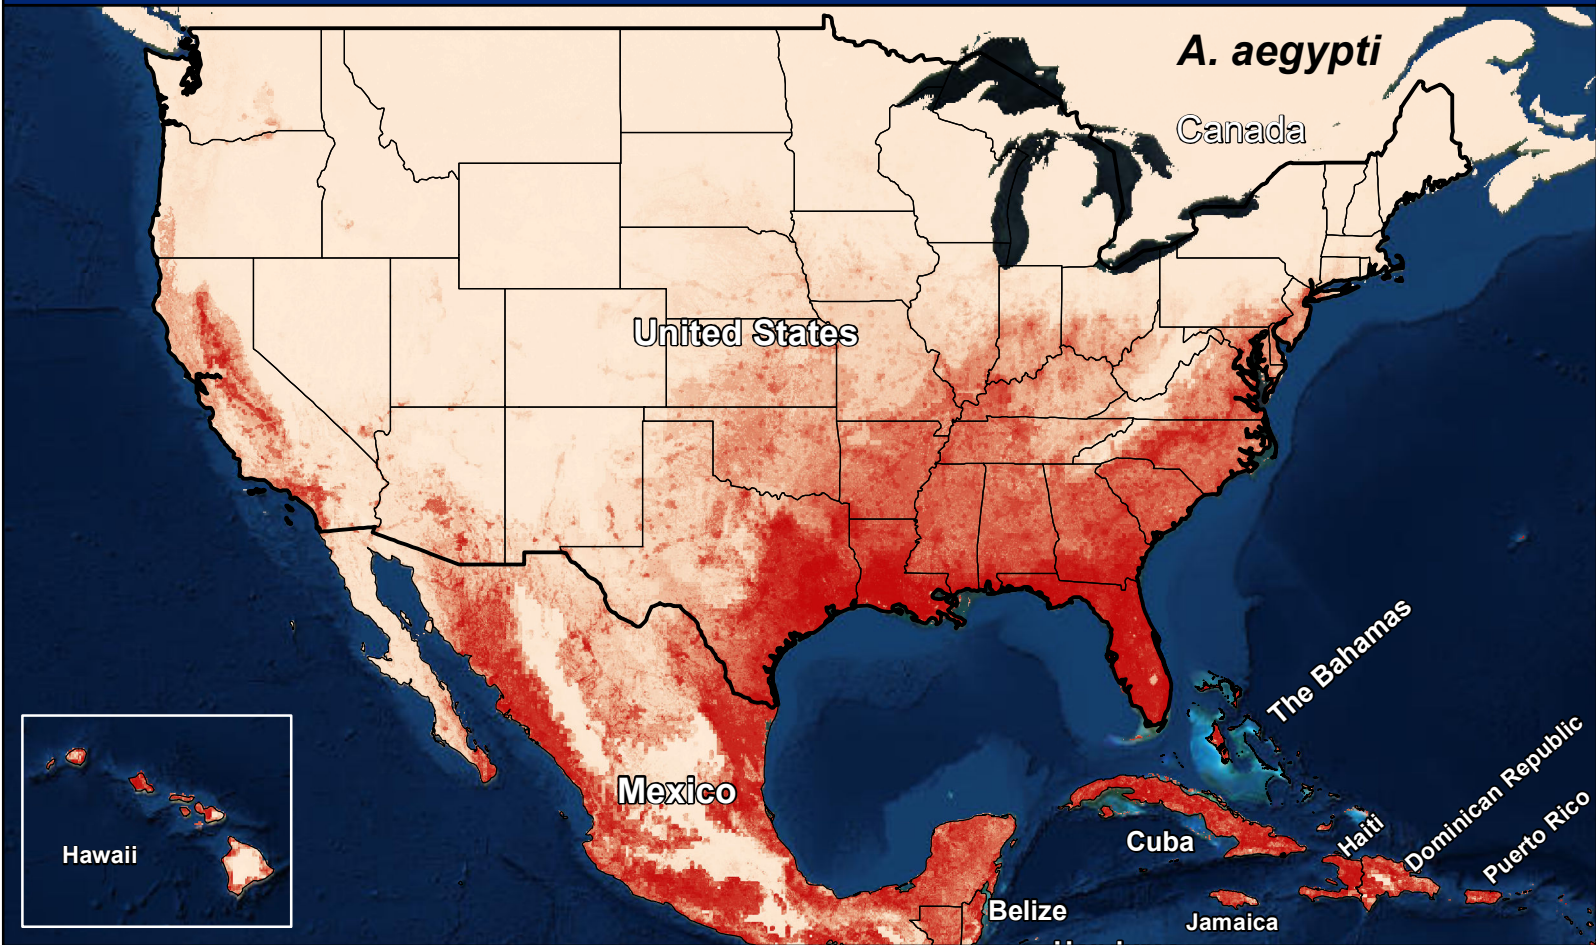 A. aegypti
Canada
United States
The Bahamas
Mexico
Dominican Republic
Puerto Rico
Haiti
Cuba
Hawaii
Belize
Jamaica